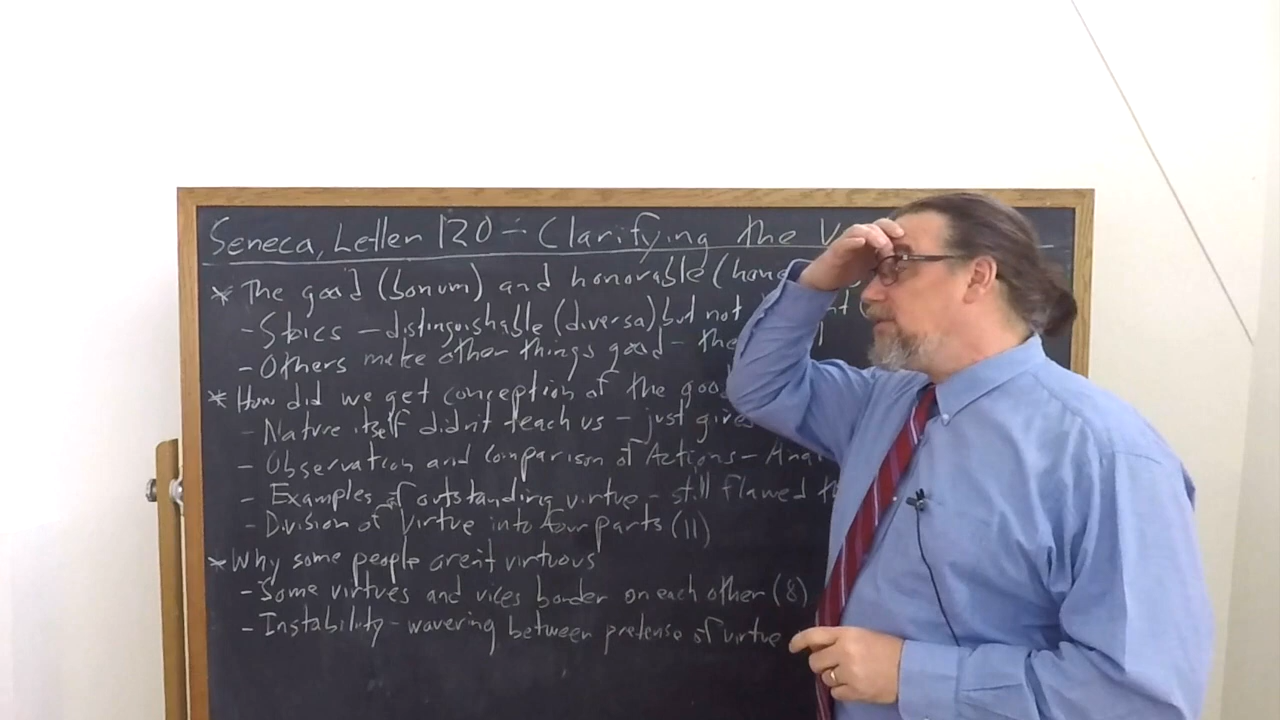 Seneca, Letter 120 - Clarifying the V
* The good (bonum) and honorable (hone
- Stoics - distinguishable (diversa) but not
- Others make other things good - the
* How did we get conception of the goo
- Nature itself didn't teach us - just gives
- Observation and Comparison of Actions - Ana
- Examples of outstanding virtue - still flawed th
- Division of Virtue into four parts (11)
* Why some people aren't virtuous
- Some virtues and vices border on each other (8)
- Instability - wavering between pretense of virtue